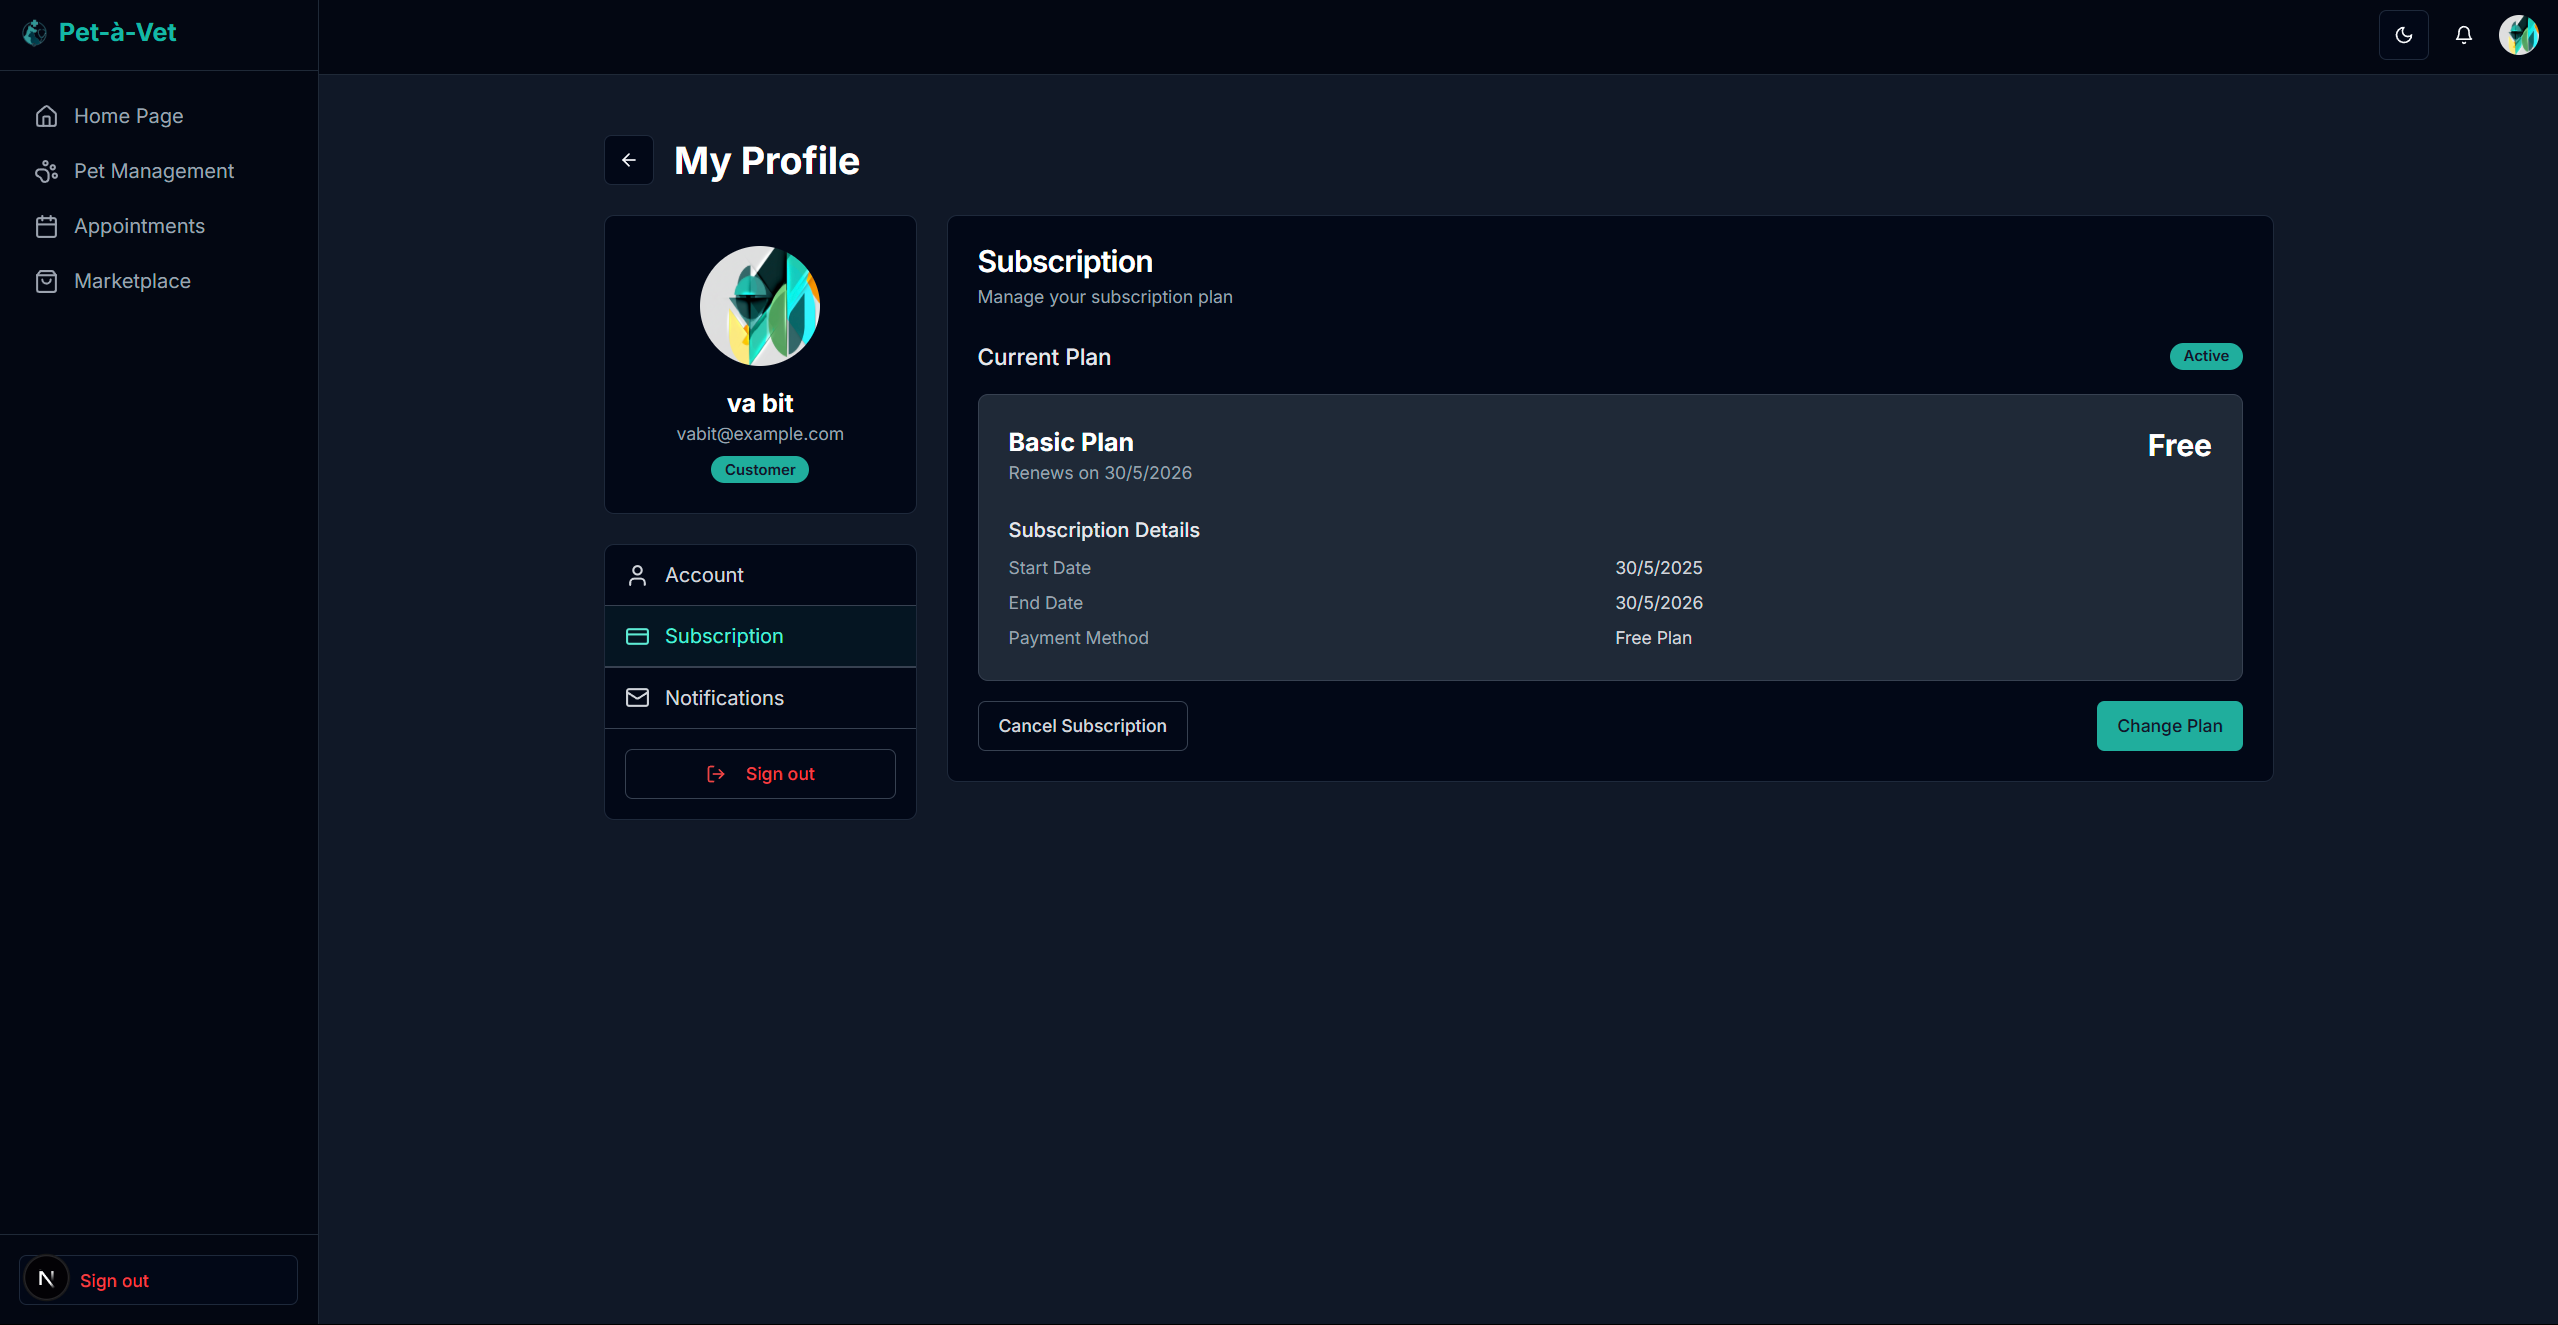 Pet-à-Vet
Home Page
Pet Management
Appointments
Marketplace
N
Sign out
My Profile
va bit
vabit@example.com
Customer
Account
Subscription
Notifications
Sign out
Subscription
Manage your subscription plan
Current Plan
Active
Basic Plan
Free
Renews on 30/5/2026
Subscription Details
Start Date 30/5/2025
End Date 30/5/2026
Payment Method Free Plan
Cancel Subscription
Change Plan